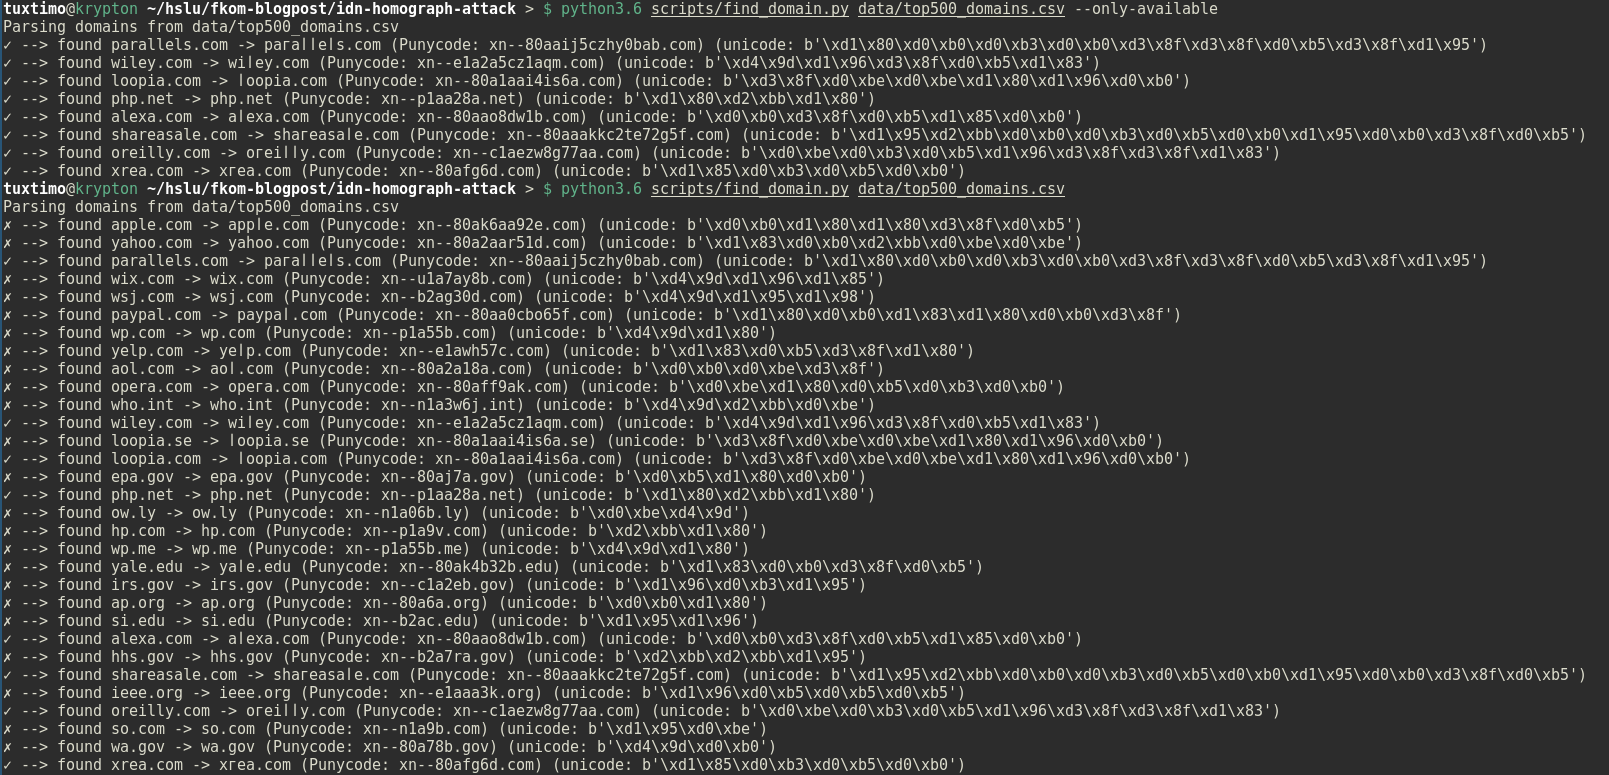 tuxtimo@krypton ~/hslu/fkom-blogpost/idn-homograph-attack > $ python3.6 scripts/find_domain.py data/top500_domains.csv --only-available
Parsing domains from data/top500_domains.csv
✓ --> found parallels.com -> рагаӏӏеӏѕ.com (Punycode: xn--80aaij5czhy0bab.com) (unicode: b'\xd1\x80\xd0\xb0\xd0\xb3\xd0\xb0\xd3\x8f\xd3\x8f\xd0\xb5\xd3\x8f\xd1\x95')
✓ --> found wiley.com -> ԝіӏеу.com (Punycode: xn--e1a2a5cz1aqm.com) (unicode: b'\xd4\x9d\xd1\x96\xd3\x8f\xd0\xb5\xd1\x83')
✓ --> found loopia.com -> ӏооріа.com (Punycode: xn--80a1aai4is6a.com) (unicode: b'\xd3\x8f\xd0\xbe\xd0\xbe\xd1\x80\xd1\x96\xd0\xb0')
✓ --> found php.net -> рһр.net (Punycode: xn--p1aa28a.net) (unicode: b'\xd1\x80\xd2\xbb\xd1\x80')
✓ --> found alexa.com -> аӏеха.com (Punycode: xn--80aao8dw1b.com) (unicode: b'\xd0\xb0\xd3\x8f\xd0\xb5\xd1\x85\xd0\xb0')
✓ --> found shareasale.com -> ѕһагеаѕаӏе.com (Punycode: xn--80aaakkc2te72g5f.com) (unicode: b'\xd1\x95\xd2\xbb\xd0\xb0\xd0\xb3\xd0\xb5\xd0\xb0\xd1\x95\xd0\xb0\xd3\x8f\xd0\xb5')
✓ --> found oreilly.com -> огеіӏӏу.com (Punycode: xn--c1aezw8g77aa.com) (unicode: b'\xd0\xbe\xd0\xb3\xd0\xb5\xd1\x96\xd3\x8f\xd3\x8f\xd1\x83')
✓ --> found xrea.com -> хгеа.com (Punycode: xn--80afg6d.com) (unicode: b'\xd1\x85\xd0\xb3\xd0\xb5\xd0\xb0')
tuxtimo@krypton ~/hslu/fkom-blogpost/idn-homograph-attack > $ python3.6 scripts/find_domain.py data/top500_domains.csv
Parsing domains from data/top500_domains.csv
✗ --> found apple.com -> аррӏе.com (Punycode: xn--80ak6aa92e.com) (unicode: b'\xd0\xb0\xd1\x80\xd1\x80\xd3\x8f\xd0\xb5')
✗ --> found yahoo.com -> уаһоо.com (Punycode: xn--80a2aar51d.com) (unicode: b'\xd1\x83\xd0\xb0\xd2\xbb\xd0\xbe\xd0\xbe')
✓ --> found parallels.com -> рагаӏӏеӏѕ.com (Punycode: xn--80aaij5czhy0bab.com) (unicode: b'\xd1\x80\xd0\xb0\xd0\xb3\xd0\xb0\xd3\x8f\xd3\x8f\xd0\xb5\xd3\x8f\xd1\x95')
✗ --> found wix.com -> ԝіх.com (Punycode: xn--u1a7ay8b.com) (unicode: b'\xd4\x9d\xd1\x96\xd1\x85')
✗ --> found wsj.com -> ԝѕј.com (Punycode: xn--b2ag30d.com) (unicode: b'\xd4\x9d\xd1\x95\xd1\x98')
✗ --> found paypal.com -> раураӏ.com (Punycode: xn--80aa0cbo65f.com) (unicode: b'\xd1\x80\xd0\xb0\xd1\x83\xd1\x80\xd0\xb0\xd3\x8f')
✗ --> found wp.com -> ԝр.com (Punycode: xn--p1a55b.com) (unicode: b'\xd4\x9d\xd1\x80')
✗ --> found yelp.com -> уеӏр.com (Punycode: xn--e1awh57c.com) (unicode: b'\xd1\x83\xd0\xb5\xd3\x8f\xd1\x80')
✗ --> found aol.com -> аоӏ.com (Punycode: xn--80a2a18a.com) (unicode: b'\xd0\xb0\xd0\xbe\xd3\x8f')
✗ --> found opera.com -> орега.com (Punycode: xn--80aff9ak.com) (unicode: b'\xd0\xbe\xd1\x80\xd0\xb5\xd0\xb3\xd0\xb0')
✗ --> found who.int -> ԝһо.int (Punycode: xn--n1a3w6j.int) (unicode: b'\xd4\x9d\xd2\xbb\xd0\xbe')
✓ --> found wiley.com -> ԝіӏеу.com (Punycode: xn--e1a2a5cz1aqm.com) (unicode: b'\xd4\x9d\xd1\x96\xd3\x8f\xd0\xb5\xd1\x83')
✗ --> found loopia.se -> ӏооріа.se (Punycode: xn--80a1aai4is6a.se) (unicode: b'\xd3\x8f\xd0\xbe\xd0\xbe\xd1\x80\xd1\x96\xd0\xb0')
✓ --> found loopia.com -> ӏооріа.com (Punycode: xn--80a1aai4is6a.com) (unicode: b'\xd3\x8f\xd0\xbe\xd0\xbe\xd1\x80\xd1\x96\xd0\xb0')
✗ --> found epa.gov -> ера.gov (Punycode: xn--80aj7a.gov) (unicode: b'\xd0\xb5\xd1\x80\xd0\xb0')
✓ --> found php.net -> рһр.net (Punycode: xn--p1aa28a.net) (unicode: b'\xd1\x80\xd2\xbb\xd1\x80')
✗ --> found ow.ly -> оԝ.ly (Punycode: xn--n1a06b.ly) (unicode: b'\xd0\xbe\xd4\x9d')
✗ --> found hp.com -> һр.com (Punycode: xn--p1a9v.com) (unicode: b'\xd2\xbb\xd1\x80')
✗ --> found wp.me -> ԝр.me (Punycode: xn--p1a55b.me) (unicode: b'\xd4\x9d\xd1\x80')
✗ --> found yale.edu -> уаӏе.edu (Punycode: xn--80ak4b32b.edu) (unicode: b'\xd1\x83\xd0\xb0\xd3\x8f\xd0\xb5')
✗ --> found irs.gov -> ігѕ.gov (Punycode: xn--c1a2eb.gov) (unicode: b'\xd1\x96\xd0\xb3\xd1\x95')
✗ --> found ap.org -> ар.org (Punycode: xn--80a6a.org) (unicode: b'\xd0\xb0\xd1\x80')
✗ --> found si.edu -> ѕі.edu (Punycode: xn--b2ac.edu) (unicode: b'\xd1\x95\xd1\x96')
✓ --> found alexa.com -> аӏеха.com (Punycode: xn--80aao8dw1b.com) (unicode: b'\xd0\xb0\xd3\x8f\xd0\xb5\xd1\x85\xd0\xb0')
✗ --> found hhs.gov -> һһѕ.gov (Punycode: xn--b2a7ra.gov) (unicode: b'\xd2\xbb\xd2\xbb\xd1\x95')
✓ --> found shareasale.com -> ѕһагеаѕаӏе.com (Punycode: xn--80aaakkc2te72g5f.com) (unicode: b'\xd1\x95\xd2\xbb\xd0\xb0\xd0\xb3\xd0\xb5\xd0\xb0\xd1\x95\xd0\xb0\xd3\x8f\xd0\xb5')
✗ --> found ieee.org -> іеее.org (Punycode: xn--e1aaa3k.org) (unicode: b'\xd1\x96\xd0\xb5\xd0\xb5\xd0\xb5')
✓ --> found oreilly.com -> огеіӏӏу.com (Punycode: xn--c1aezw8g77aa.com) (unicode: b'\xd0\xbe\xd0\xb3\xd0\xb5\xd1\x96\xd3\x8f\xd3\x8f\xd1\x83')
✗ --> found so.com -> ѕо.com (Punycode: xn--n1a9b.com) (unicode: b'\xd1\x95\xd0\xbe')
✗ --> found wa.gov -> ԝа.gov (Punycode: xn--80a78b.gov) (unicode: b'\xd4\x9d\xd0\xb0')
✓ --> found xrea.com -> хгеа.com (Punycode: xn--80afg6d.com) (unicode: b'\xd1\x85\xd0\xb3\xd0\xb5\xd0\xb0')